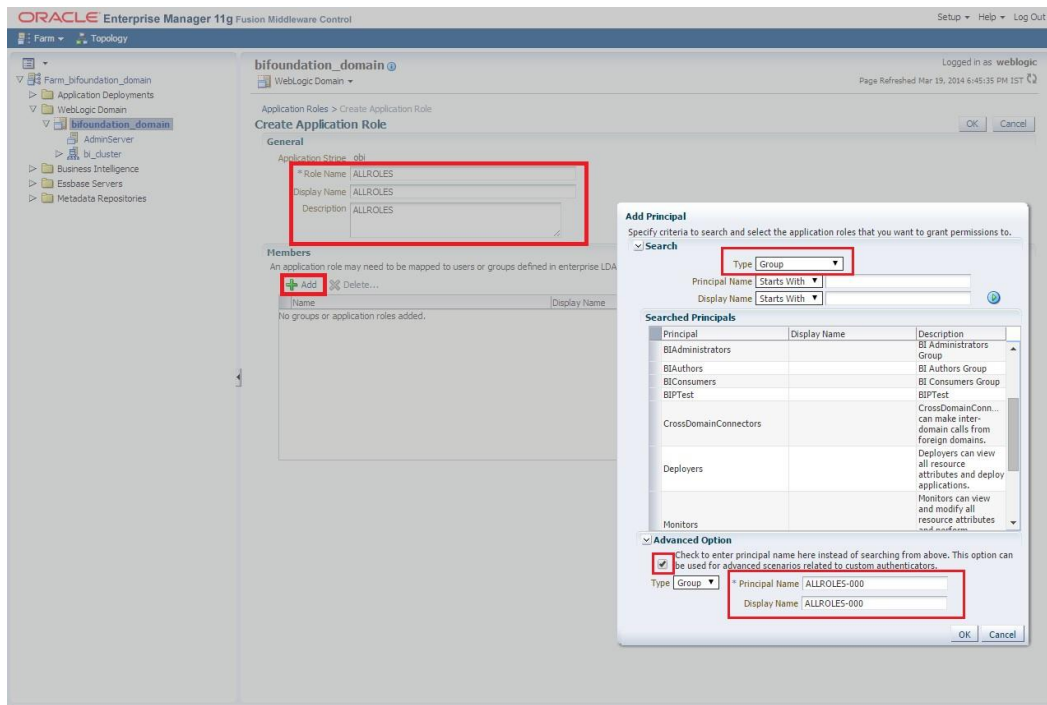 ORACLE Enterprise Manager 11g Fusion Middleware Control
Setup Help Log Out
Farm Topology
Farm_bifoundation_domain
Application Deployments
WebLogic Domain
bifoundation_domain
AdminServer
bi_cluster
Business Intelligence
Essbase Servers
Metadata Repositories
bifoundation_domain
WebLogic Domain
Logged in as weblogic
Page Refreshed Mar 19, 2014 6:45:35 PM IST
Application Roles > Create Application Role
Create Application Role
OK Cancel
General
Application Stripe obi
* Role Name ALLROLES
Display Name ALLROLES
Description ALLROLES
Members
An application role may need to be mapped to users or groups defined in enterprise LDA
Add Delete...
Name Display Name
No groups or application roles added.
Add Principal
Specify criteria to search and select the application roles that you want to grant permissions to.
Search
Type Group
Principal Name Starts With
Display Name Starts With
Searched Principals
Principal Display Name Description
BIAdministrators BI Administrators
Group
BIAuthors BI Authors Group
BIConsumers BI Consumers Group
BIPTest BIPTest
CrossDomainConn...
can make inter-
CrossDomainConnectors domain calls from
foreign domains.
Deployers can view
all resource
Deployers attributes and deploy
applications.
Monitors can view
and modify all
resource attributes
Monitors and perform
Advanced Option
Check to enter principal name here instead of searching from above. This option can
be used for advanced scenarios related to custom authenticators.
Type Group * Principal Name ALLROLES-000
Display Name ALLROLES-000
OK Cancel